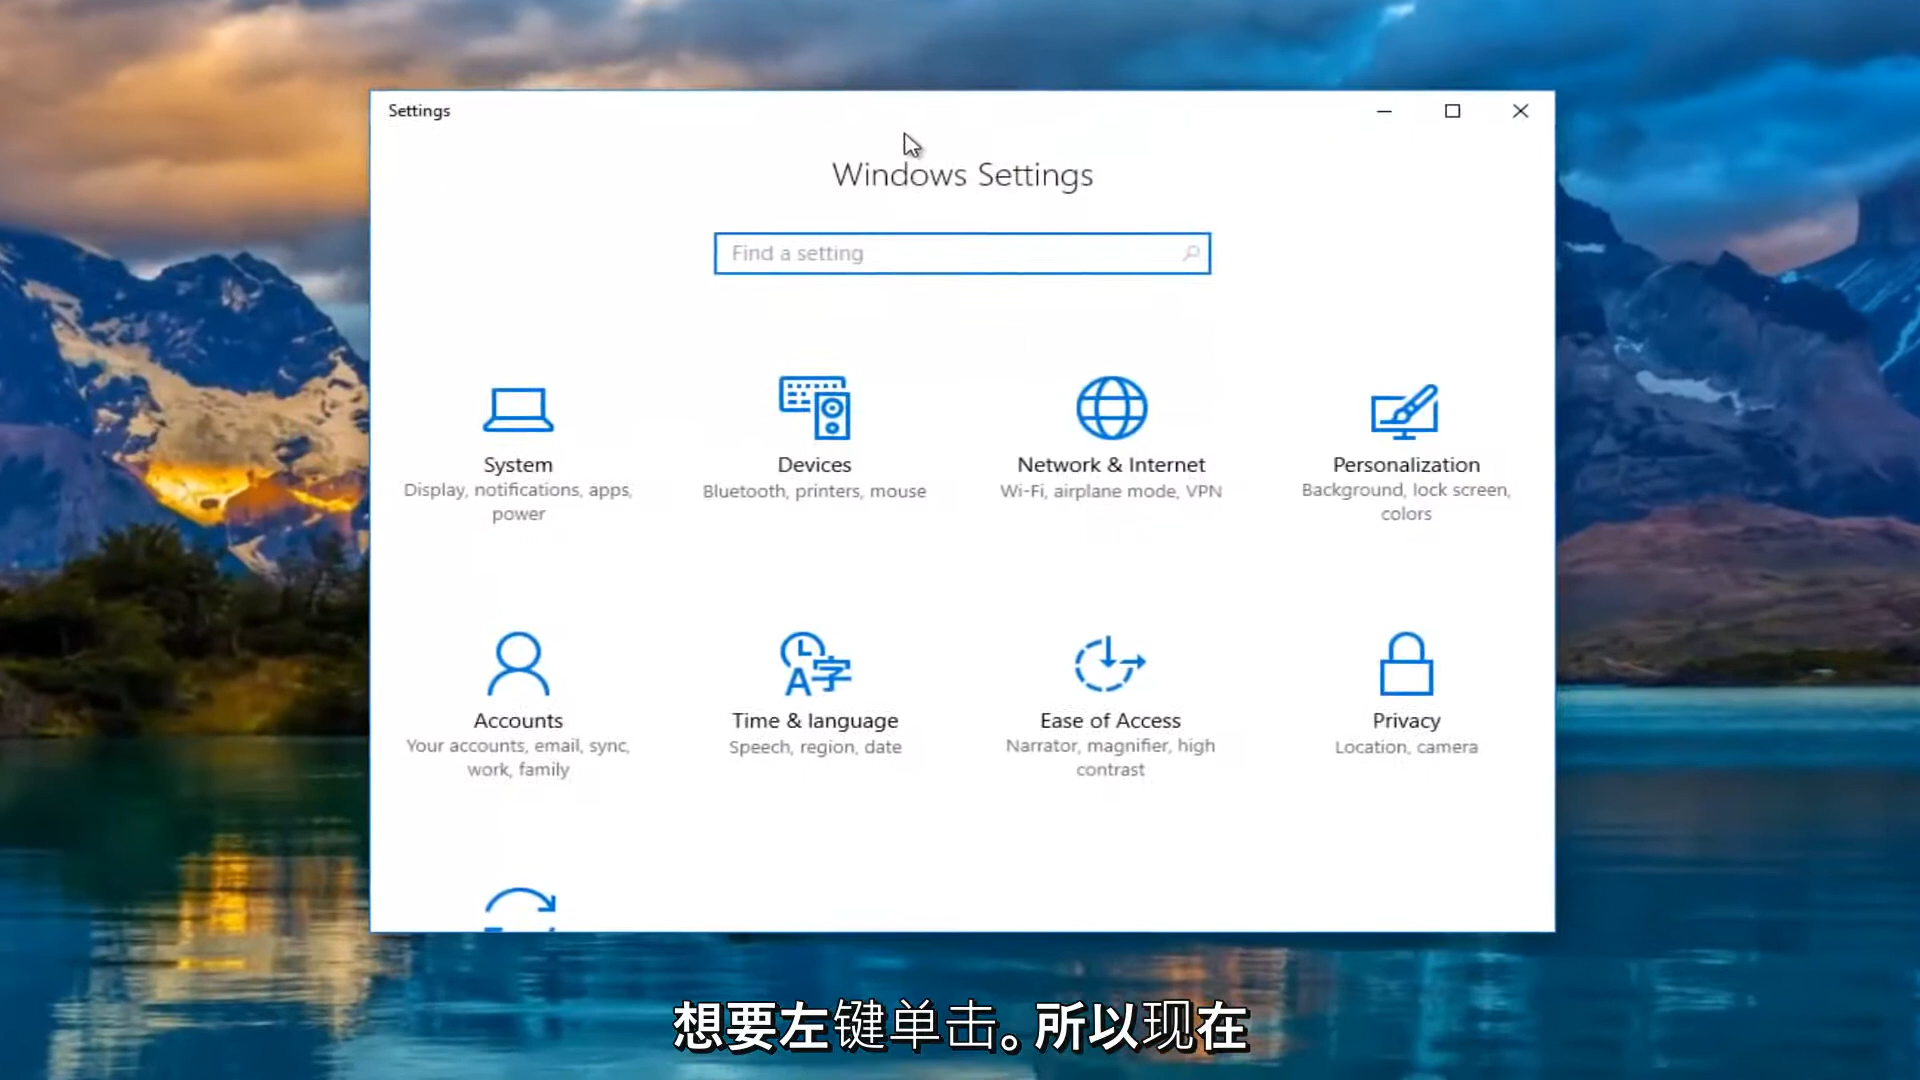 Settings
Windows Settings
Find a setting
System
Display, notifications, apps,
power
Devices
Bluetooth, printers, mouse
Network & Internet
Wi-Fi, airplane mode, VPN
Personalization
Background, lock screen,
colors
Accounts
Your accounts, email, sync,
work, family
Time & language
Speech, region, date
Ease of Access
Narrator, magnifier, high
contrast
Privacy
Location, camera
想要左键单击。所以现在